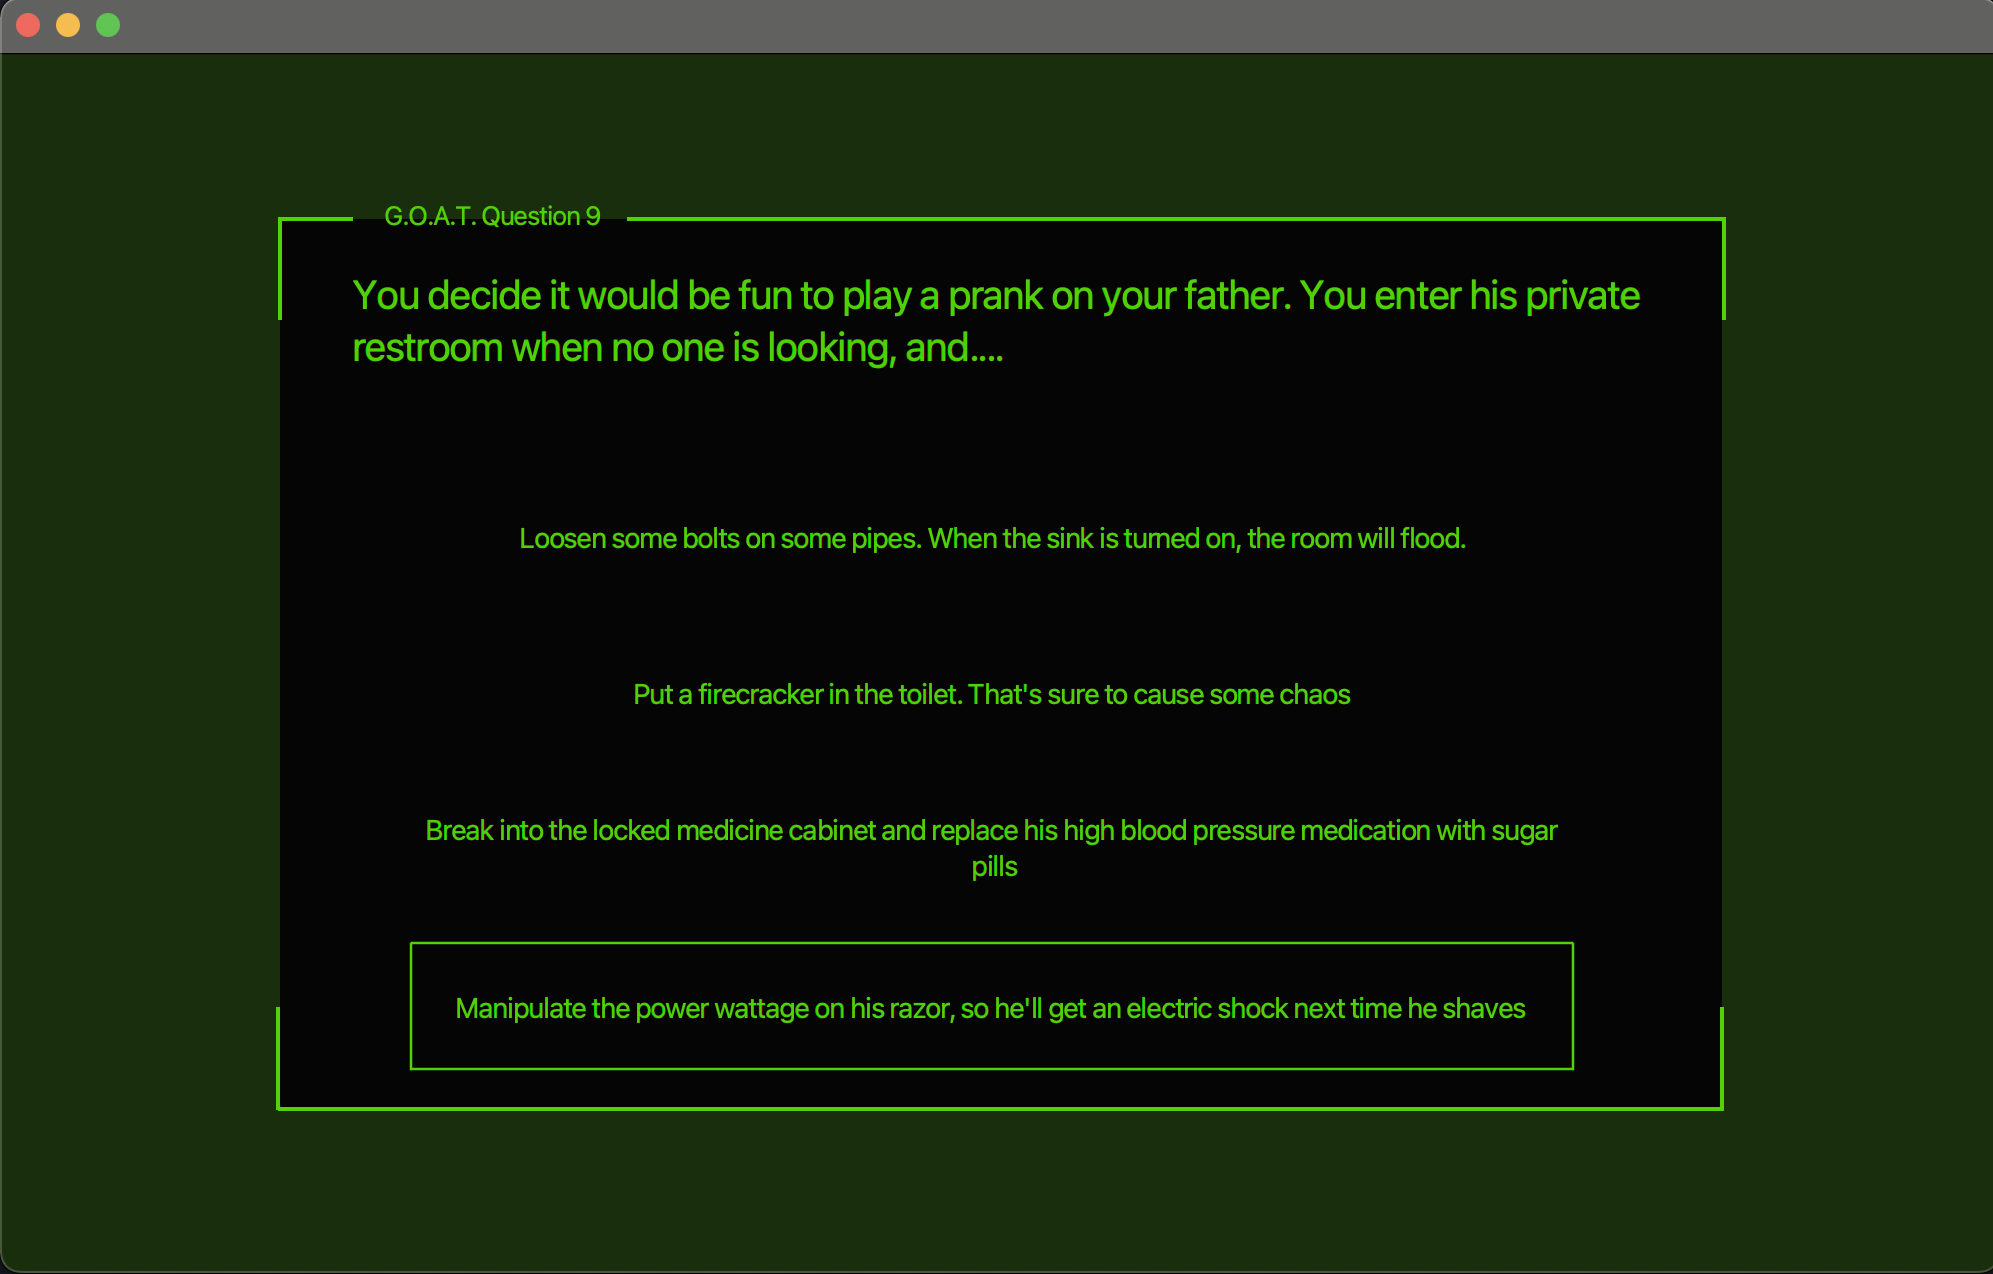 G.O.A.T. Question 9
You decide it would be fun to play a prank on your father. You enter his private
restroom when no one is looking, and....
Loosen some bolts on some pipes. When the sink is turned on, the room will flood.
Put a firecracker in the toilet. That's sure to cause some chaos
Break into the locked medicine cabinet and replace his high blood pressure medication with sugar
pills
Manipulate the power wattage on his razor, so he'll get an electric shock next time he shaves